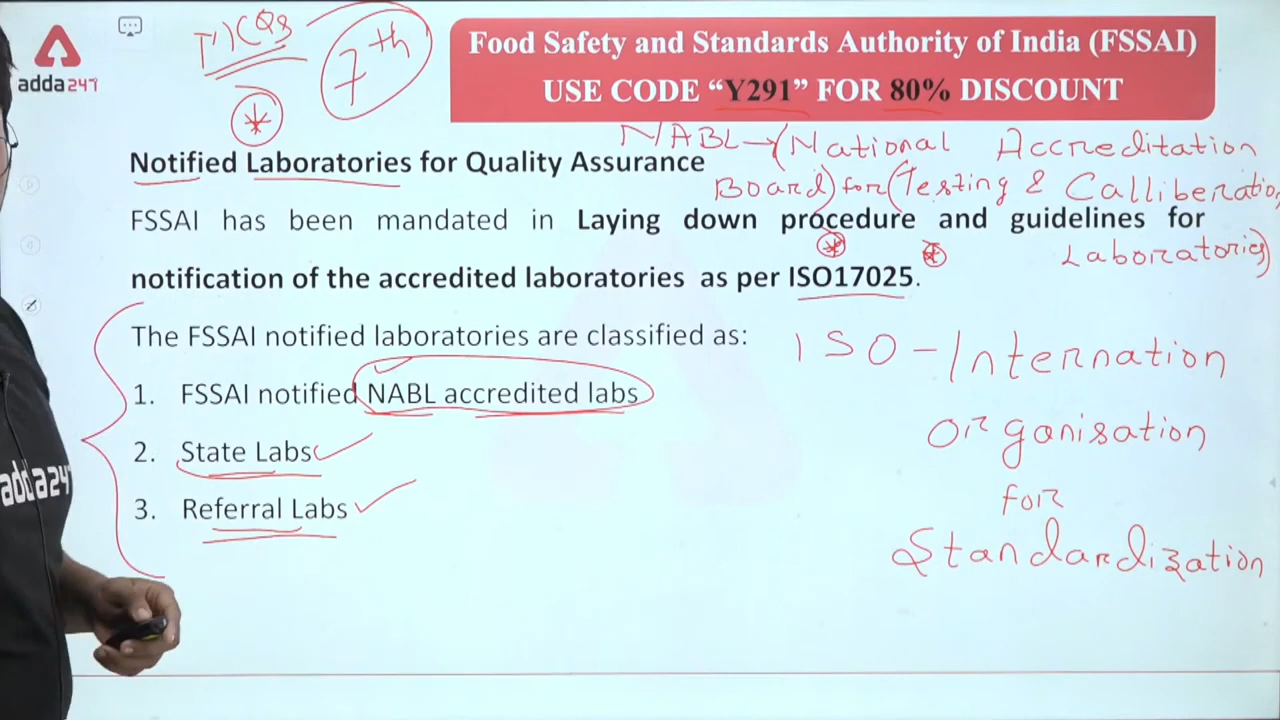 MCQs
7th
Food Safety and Standards Authority of India (FSSAI)
adda247
USE CODE “Y291” FOR 80% DISCOUNT
NABL→(National Accreditation
Notified Laboratories for Quality Assurance
Board) for (Testing & Calliberatio
FSSAI has been mandated in Laying down procedure and guidelines for
Laboratories)
notification of the accredited laboratories as per ISO17025.
The FSSAI notified laboratories are classified as:
ISO - Internation
1. FSSAI notified NABL accredited labs
organisation
2. State Labs
adda247
3. Referral Labs
for
Standardization